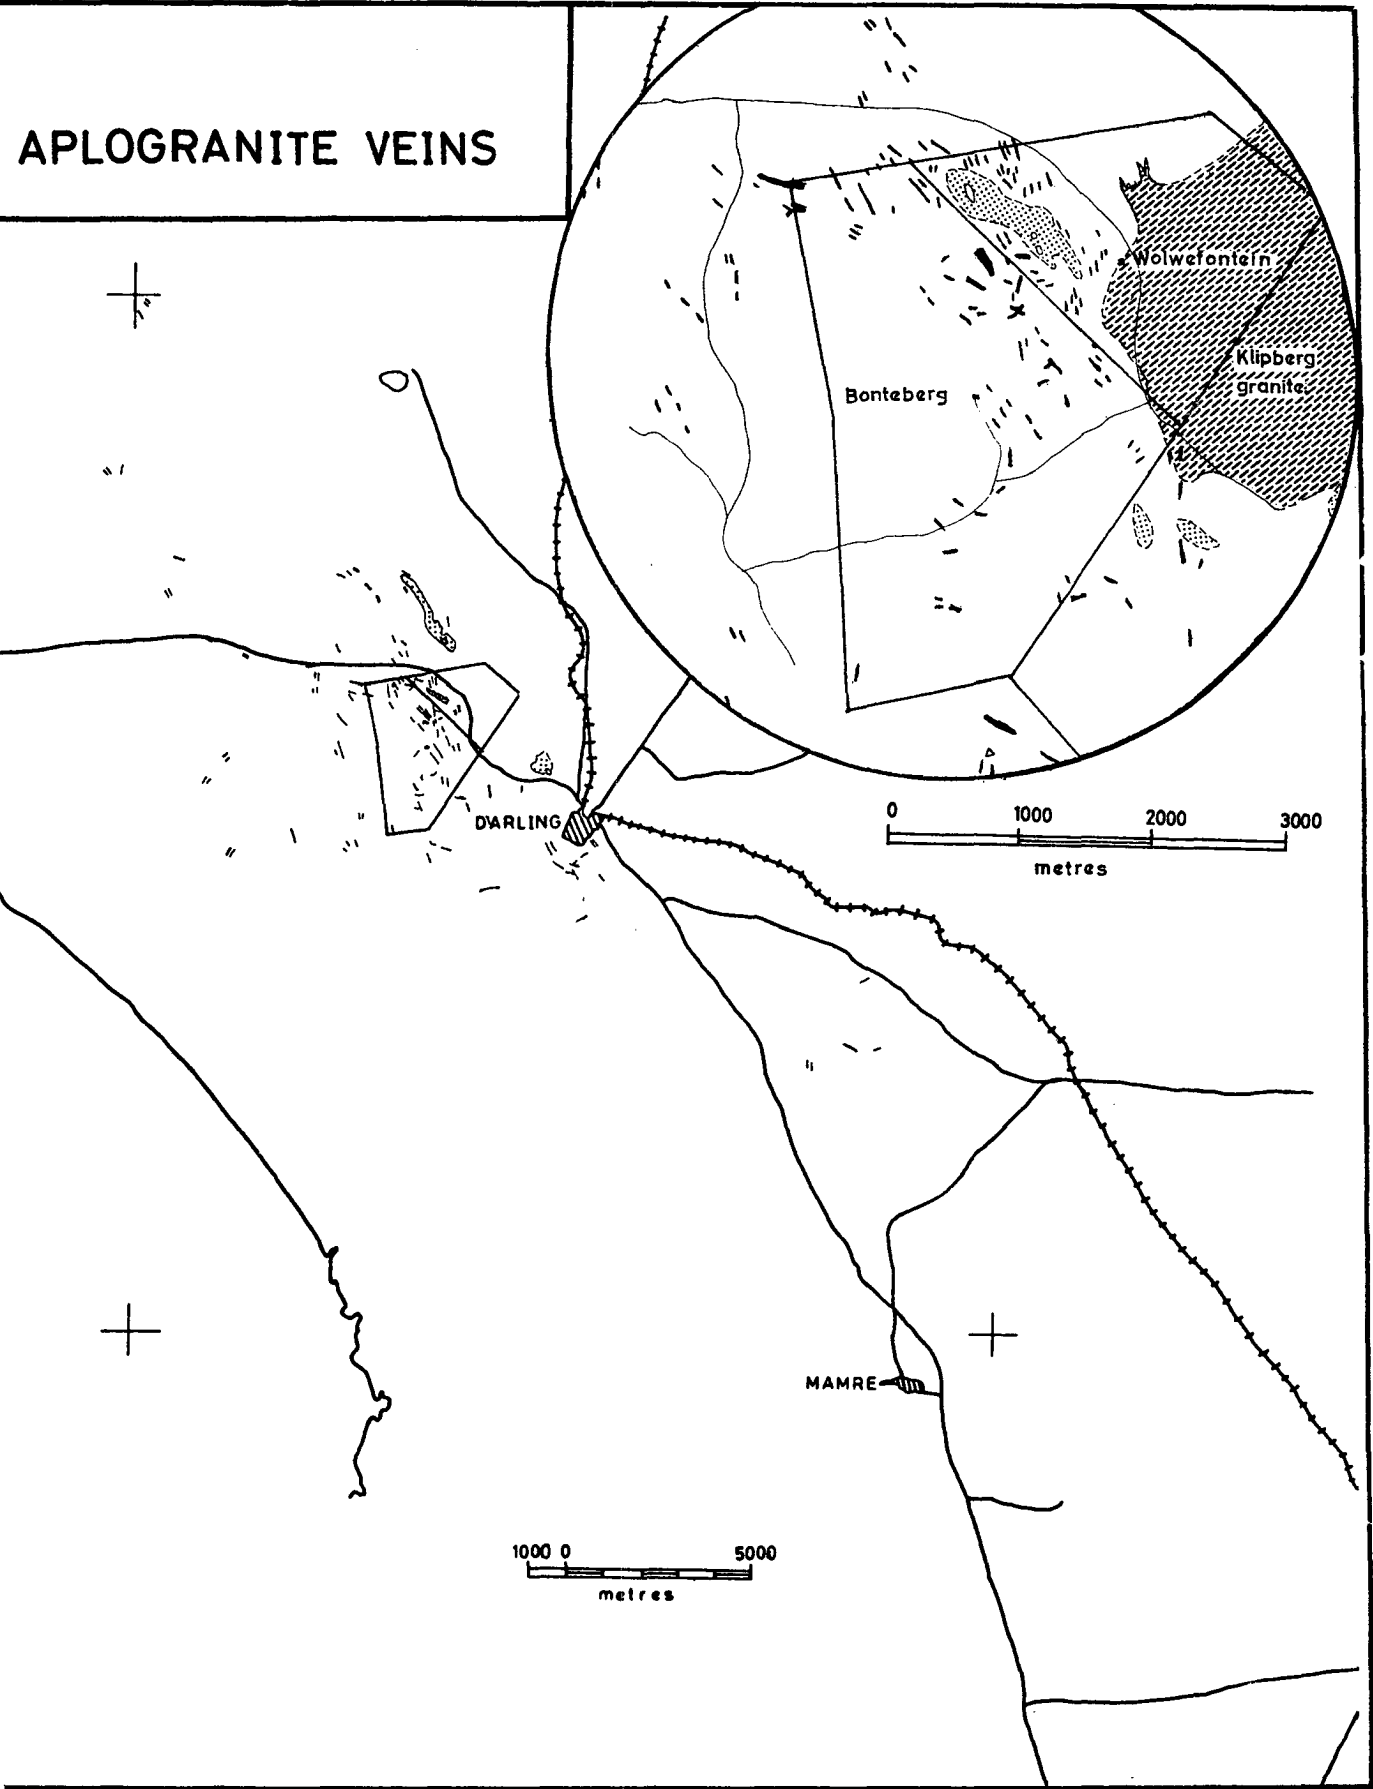 APLOGRANITE VEINS
Wolwefontein
Klipberg
granite
Bonteberg
DARLING
0 1000 2000 3000
metres
MAMRE
1000 0 5000
metres